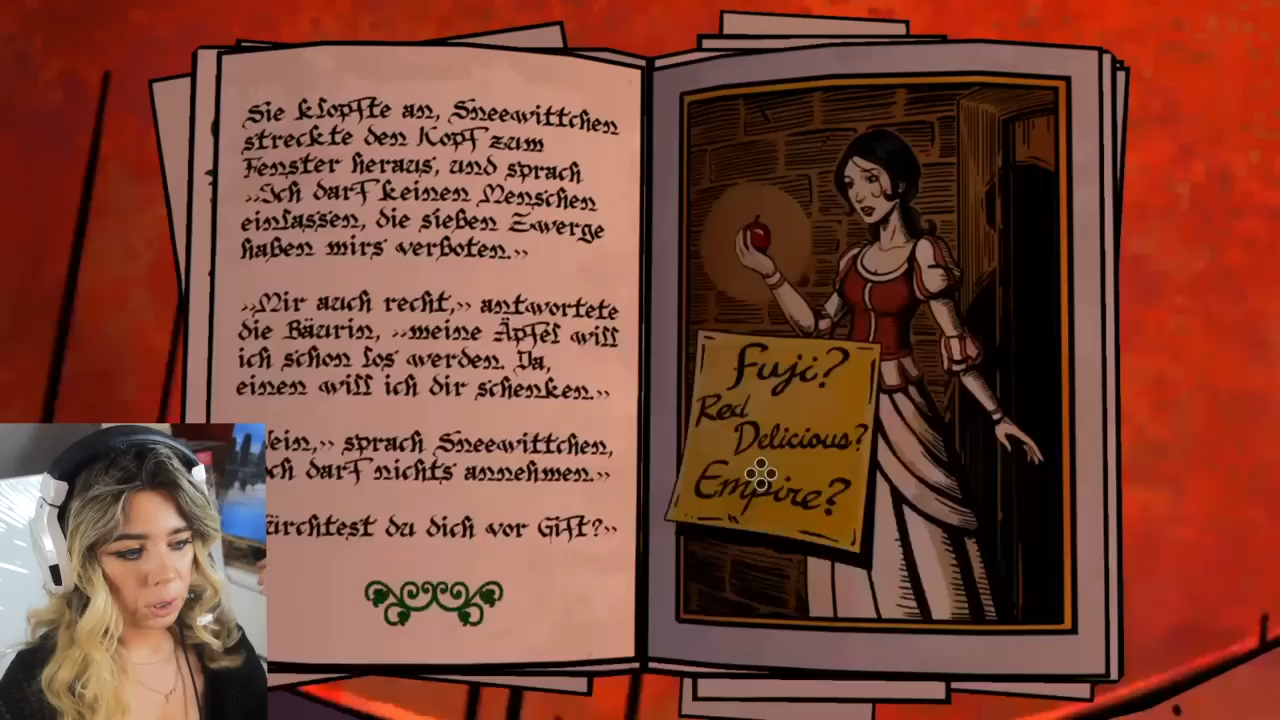 Sie klopfte an, Sneewittchen
streckte den Kopf zum
Fenster heraus, und sprach
„Ich darf keinen Menschen
einlassen, die sieben Zwerge
haben mirs verboten.“
„Mir auch recht,“ antwortete
die Bäurin, „meine Äpfel will
ich schon los werden. Da,
einen will ich dir schenken.“
sprach Sneewittchen,
darf nichts annehmen.“
du dich vor Gift?“
Fuji?
Red
Delicious?
Empire?